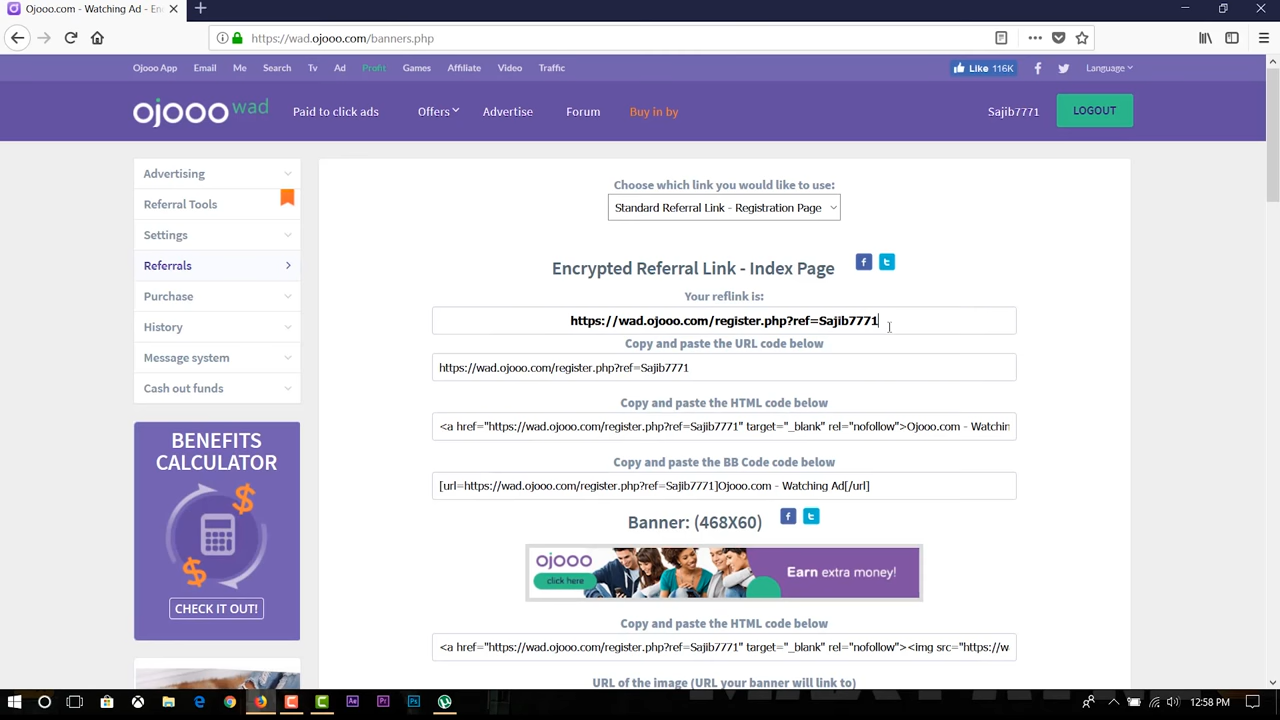 Ojooo.com - Watching Ad - En
https://wad.ojooo.com/banners.php
Ojooo App Email Me Search Tv Ad Profit Games Affiliate Video Traffic
Like 116K
Language
ojooo wad
Paid to click ads Offers Advertise Forum Buy in by
Sajib7771 LOGOUT
Advertising
Referral Tools
Settings
Referrals
Purchase
History
Message system
Cash out funds
BENEFITS
CALCULATOR
CHECK IT OUT!
Choose which link you would like to use:
Standard Referral Link - Registration Page
Encrypted Referral Link - Index Page
Your reflink is:
https://wad.ojooo.com/register.php?ref=Sajib7771
Copy and paste the URL code below
https://wad.ojooo.com/register.php?ref=Sajib7771
Copy and paste the HTML code below
<a href="https://wad.ojooo.com/register.php?ref=Sajib7771" target="_blank" rel="nofollow">Ojooo.com - Watchin
Copy and paste the BB Code code below
[url=https://wad.ojooo.com/register.php?ref=Sajib7771]Ojooo.com - Watching Ad[/url]
Banner: (468X60)
ojooo
click here
Earn extra money!
Copy and paste the HTML code below
<a href="https://wad.ojooo.com/register.php?ref=Sajib7771" target="_blank" rel="nofollow"><img src="https://w
URL of the image (URL your banner will link to)
Ae Pr Ps
12:58 PM